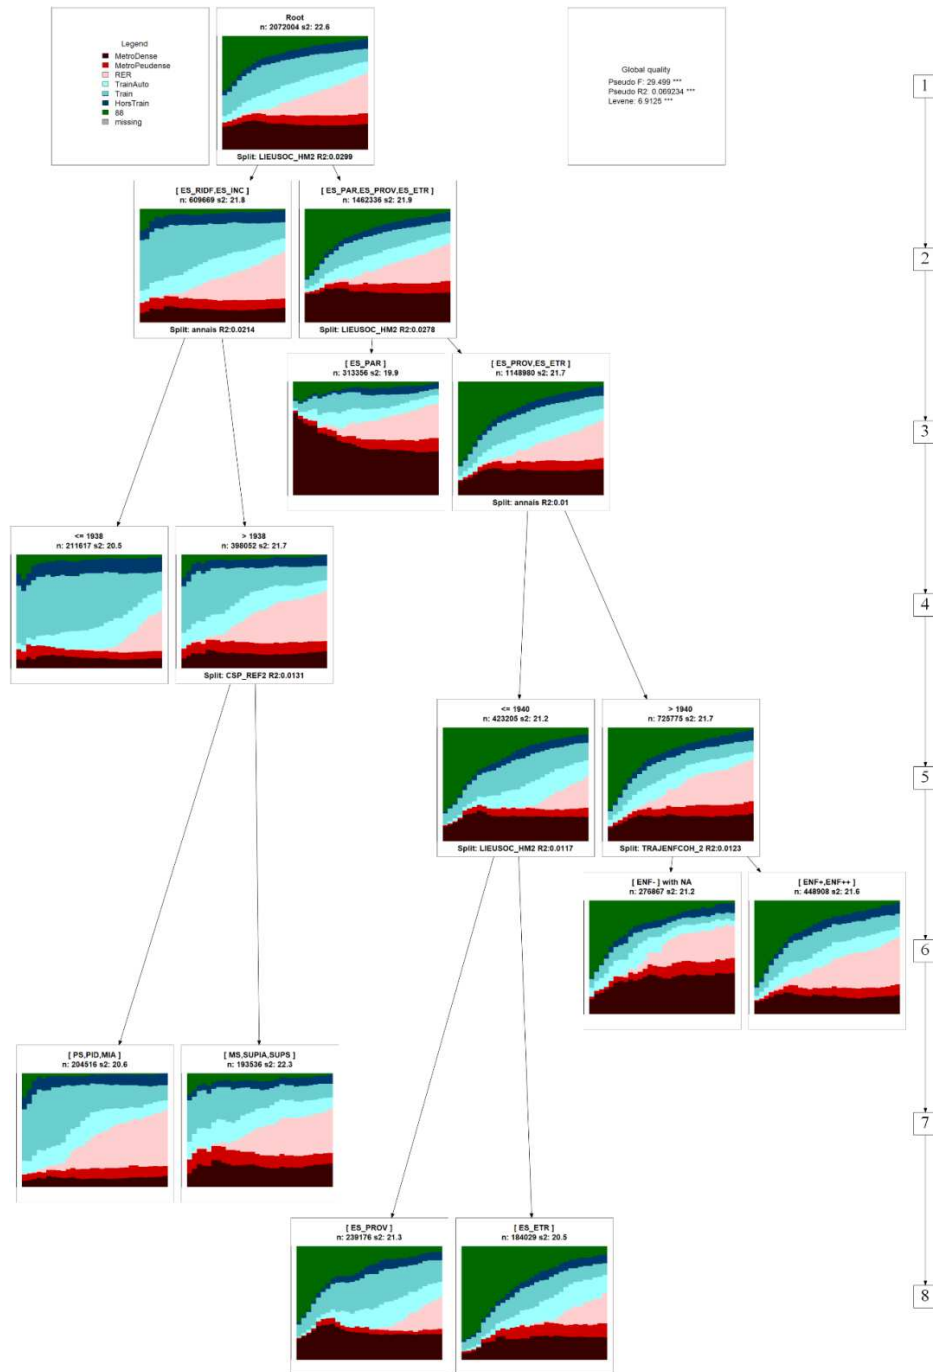 Legend
MetroDense
MetroPeudense
RER
TrainAuto
Train
HorsTrain
88
missing
Root
n: 2072004 s2: 22.6
Split: LIEUSOC_HM2 R2:0.0299
Global quality
Pseudo F: 29.499 ***
Pseudo R2: 0.069234 ***
Levene: 6.9125 ***
1
[ ES_RIDF,ES_INC ]
n: 609669 s2: 21.8
Split: annais R2:0.0214
[ ES_PAR,ES_PROV,ES_ETR ]
n: 1462336 s2: 21.9
Split: LIEUSOC_HM2 R2:0.0278
2
[ ES_PAR ]
n: 313356 s2: 19.9
[ ES_PROV,ES_ETR ]
n: 1148980 s2: 21.7
Split: annais R2:0.01
3
<= 1938
n: 211617 s2: 20.5
> 1938
n: 398052 s2: 21.7
Split: CSP_REF2 R2:0.0131
4
<= 1940
n: 423205 s2: 21.2
Split: LIEUSOC_HM2 R2:0.0117
> 1940
n: 725775 s2: 21.7
Split: TRAJENFCOH_2 R2:0.0123
5
[ ENF- ] with NA
n: 276867 s2: 21.2
[ ENF+,ENF++ ]
n: 448908 s2: 21.6
6
[ PS,PID,MIA ]
n: 204516 s2: 20.6
[ MS,SUPIA,SUPS ]
n: 193536 s2: 22.3
7
[ ES_PROV ]
n: 239176 s2: 21.3
[ ES_ETR ]
n: 184029 s2: 20.5
8